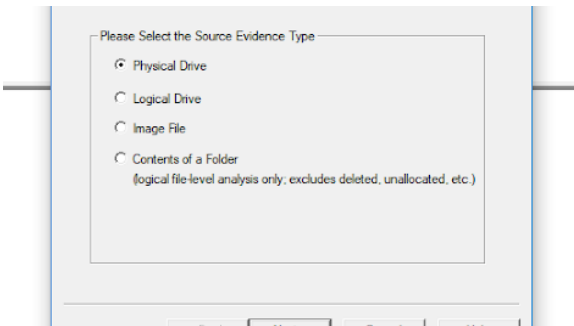 Please Select the Source Evidence Type
Physical Drive
Logical Drive
Image File
Contents of a Folder
(logical file-level analysis only; excludes deleted, unallocated, etc.)